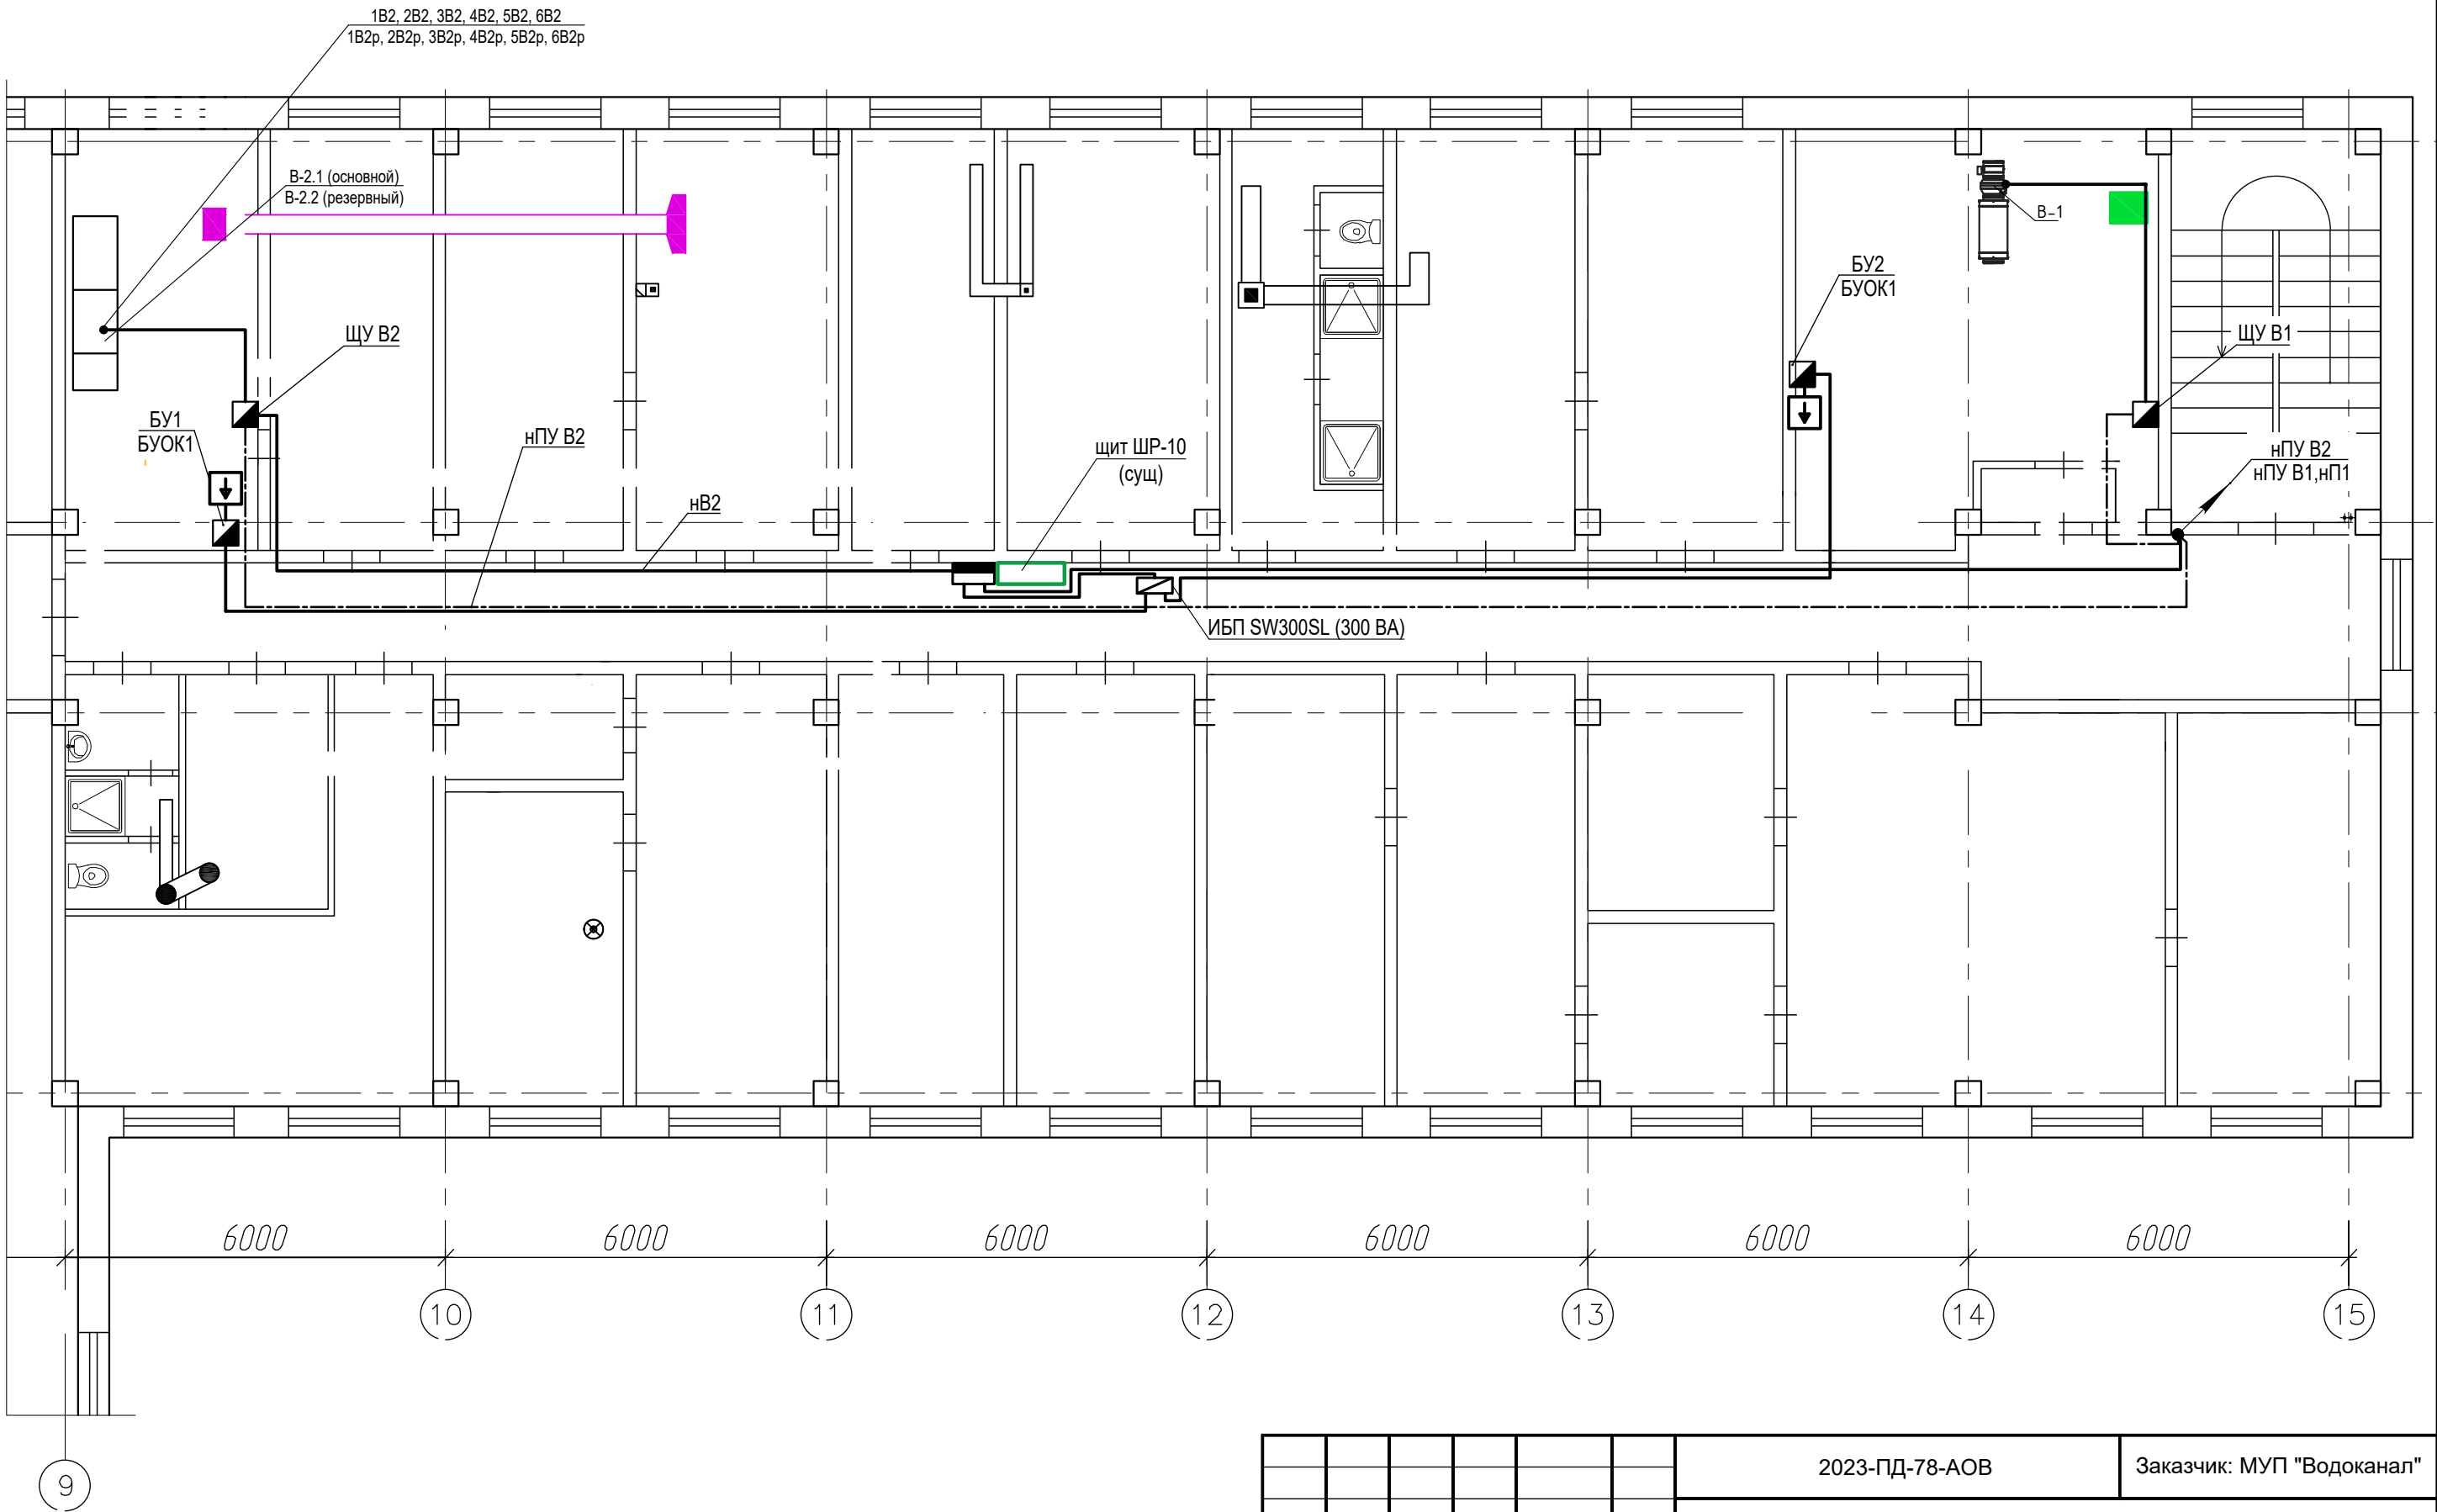 1В2, 2В2, 3В2, 4В2, 5В2, 6В2
1В2р, 2В2р, 3В2р, 4В2р, 5В2р, 6В2р
В-2.1 (основной)
В-2.2 (резервный)
В-1
БУ2
БУОК1
ЩУ В2
ЩУ В1
БУ1
БУОК1
нПУ В2
щит ШР-10
(сущ)
нПУ В2
нПУ В1,нП1
нВ2
ИБП SW300SL (300 ВА)
6000 6000 6000 6000 6000 6000
10 11 12 13 14 15
9
2023-ПД-78-АОВ
Заказчик: МУП "Водоканал"